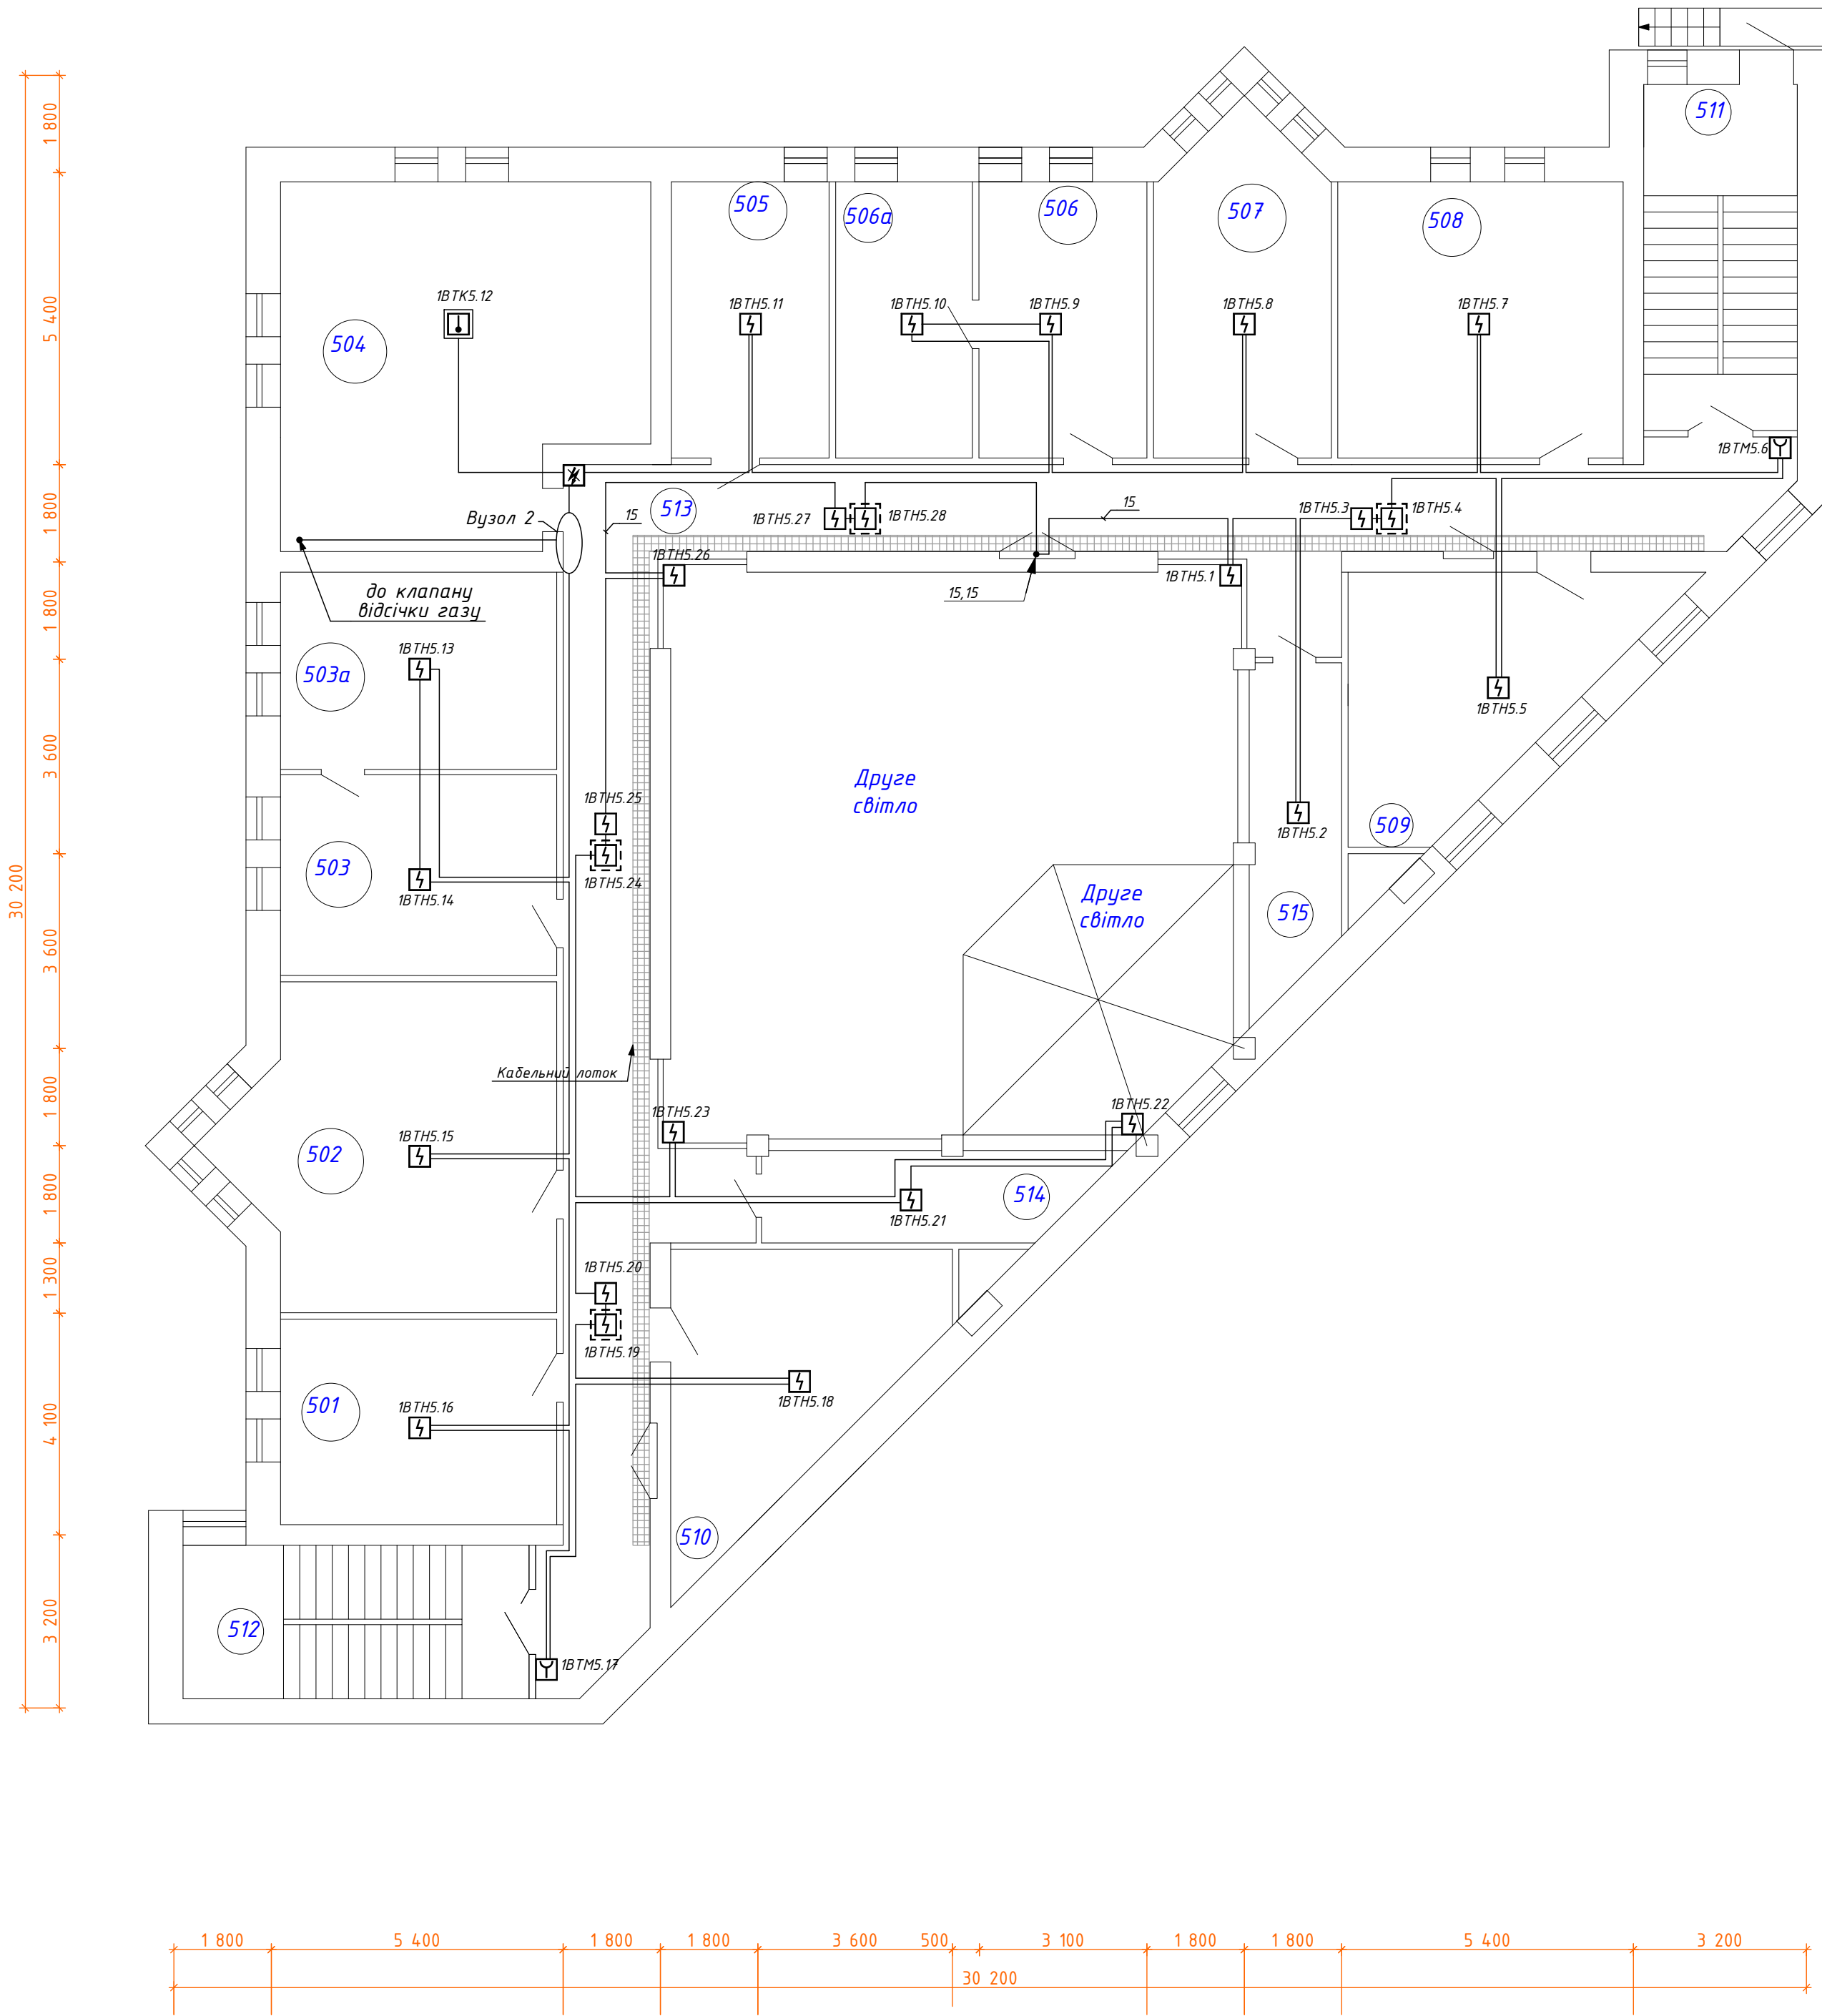 511
505
506а
506
507
508
1ВТК5.12
1ВТН5.11
1ВТН5.10
1ВТН5.9
1ВТН5.8
1ВТН5.7
504
1ВТМ5.6
513
Вузол 2
15
1ВТН5.27
1ВТН5.28
15
1ВТН5.3
1ВТН5.4
1ВТН5.26
1ВТН5.1
15,15
до клапану
відсічки газу
1ВТН5.13
503а
1ВТН5.5
Друге
світло
1ВТН5.25
1ВТН5.2
509
503
1ВТН5.24
1ВТН5.14
Друге
світло
515
Кабельний лоток
1ВТН5.23
1ВТН5.22
1ВТН5.15
502
514
1ВТН5.21
1ВТН5.20
1ВТН5.19
1ВТН5.18
501
1ВТН5.16
510
512
1ВТМ5.17
1 800
5 400
1 800
1 800
3 600
3 600
1 800
1 800
1 300
4 100
3 200
30 200
1 800
5 400
1 800
1 800
3 600
500
3 100
1 800
1 800
5 400
3 200
30 200